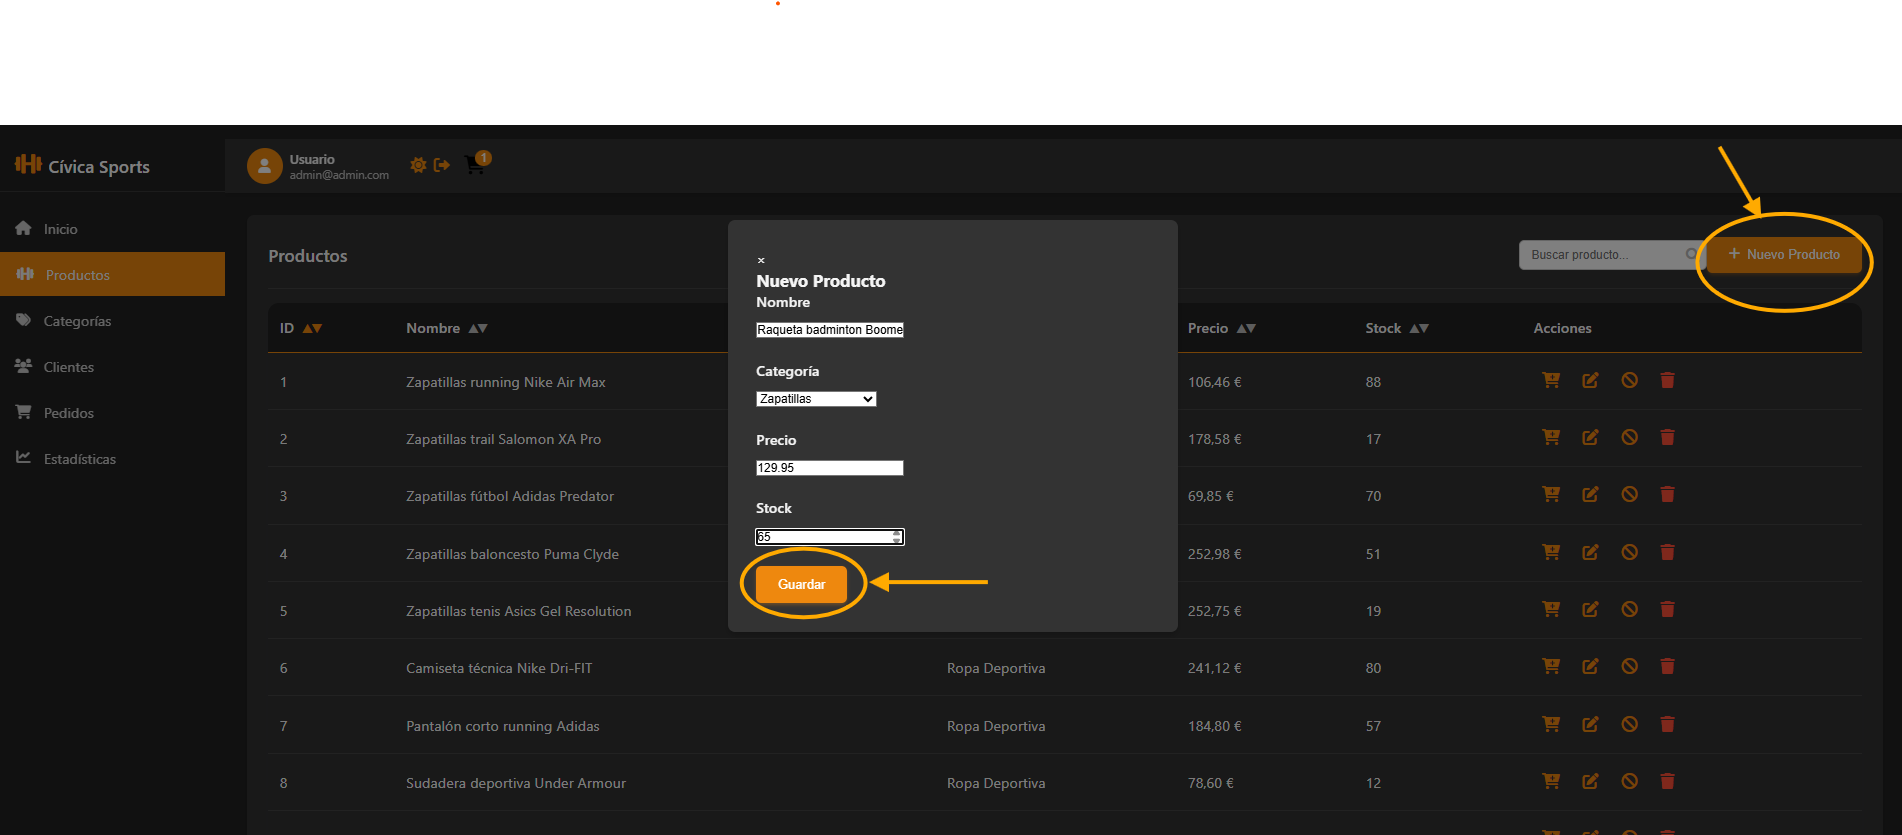 Cívica Sports
Usuario
admin@admin.com
1
Inicio
Productos
Categorías
Clientes
Pedidos
Estadísticas
Productos
Buscar producto...
+ Nuevo Producto
ID Nombre Precio Stock Acciones
1 Zapatillas running Nike Air Max 106,46 € 88
2 Zapatillas trail Salomon XA Pro 178,58 € 17
3 Zapatillas fútbol Adidas Predator 69,85 € 70
4 Zapatillas baloncesto Puma Clyde 252,98 € 51
5 Zapatillas tenis Asics Gel Resolution 252,75 € 19
6 Camiseta técnica Nike Dri-FIT Ropa Deportiva 241,12 € 80
7 Pantalón corto running Adidas Ropa Deportiva 184,80 € 57
8 Sudadera deportiva Under Armour Ropa Deportiva 78,60 € 12
×
Nuevo Producto
Nombre
Raqueta badminton Boome
Categoría
Zapatillas
Precio
129.95
Stock
65
Guardar